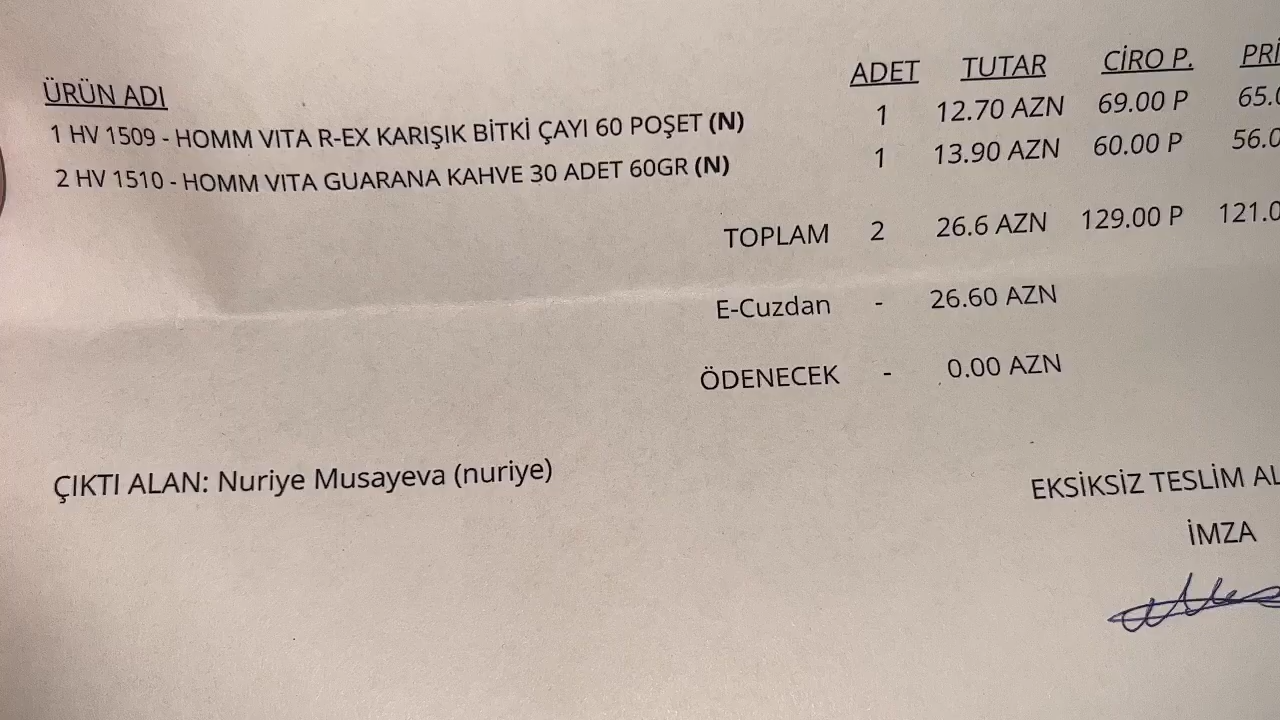 ÜRÜN ADI ADET TUTAR CİRO P.
1 HV 1509 - HOMM VITA R-EX KARIŞIK BİTKİ ÇAYI 60 POŞET (N) 1 12.70 AZN 69.00 P
2 HV 1510 - HOMM VITA GUARANA KAHVE 30 ADET 60GR (N) 1 13.90 AZN 60.00 P
TOPLAM 2 26.6 AZN 129.00 P
E-Cuzdan - 26.60 AZN
ÖDENECEK - 0.00 AZN
ÇIKTI ALAN: Nuriye Musayeva (nuriye)
EKSİKSİZ TESLİM
İMZA